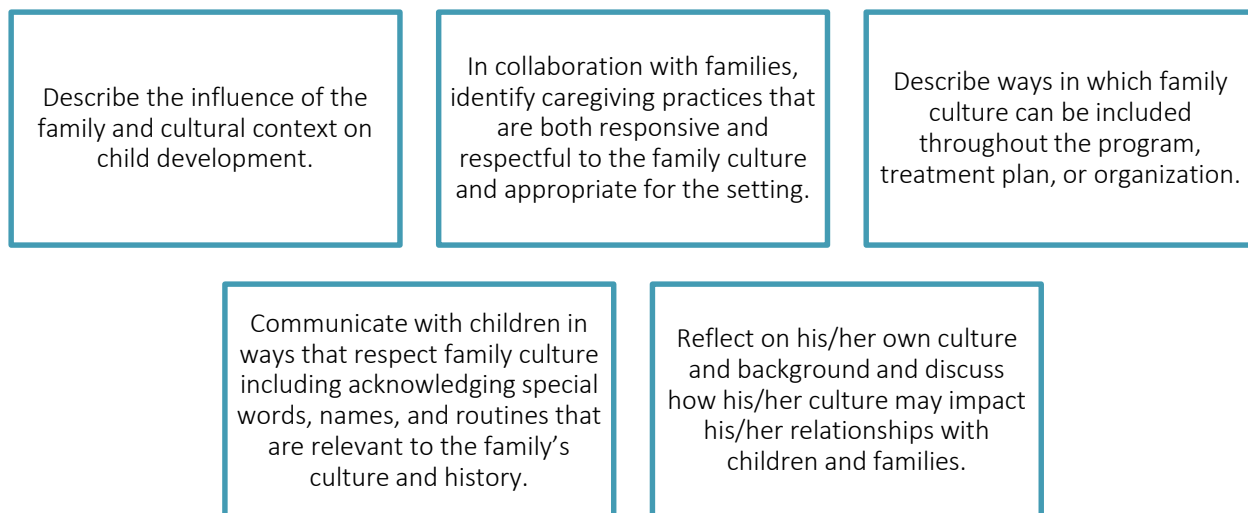 Describe the influence of the
family and cultural context on
child development.
In collaboration with families,
identify caregiving practices that
are both responsive and
respectful to the family culture
and appropriate for the setting.
Describe ways in which family
culture can be included
throughout the program,
treatment plan, or organization.
Communicate with children in
ways that respect family culture
including acknowledging special
words, names, and routines that
are relevant to the family’s
culture and history.
Reflect on his/her own culture
and background and discuss
how his/her culture may impact
his/her relationships with
children and families.